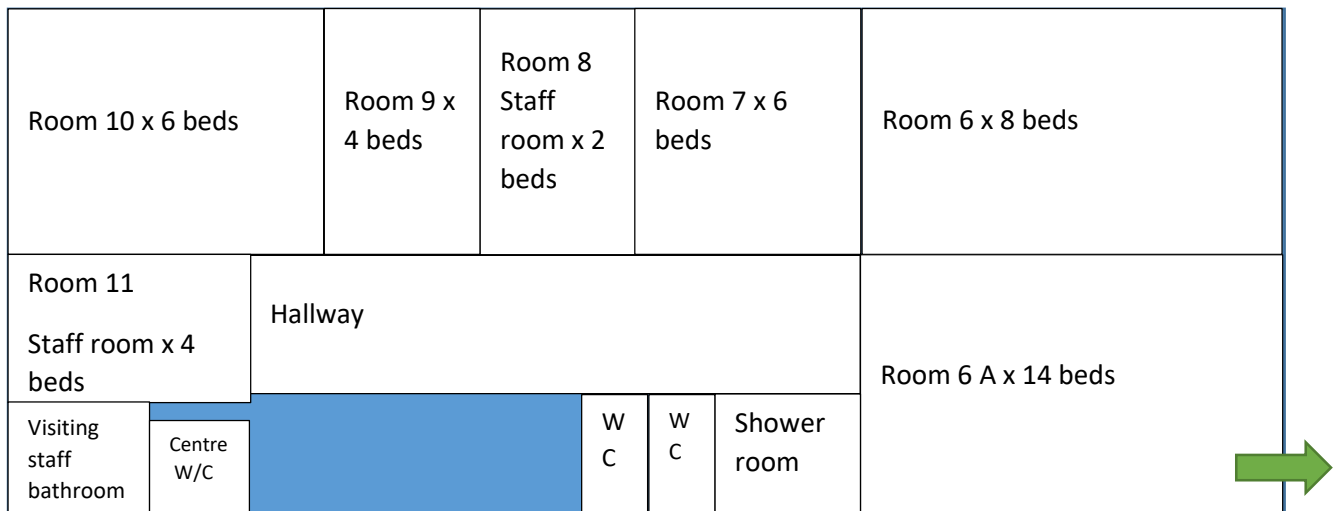 Room 10 x 6 beds
Room 9 x
4 beds
Room 8
Staff
room x 2
beds
Room 7 x 6
beds
Room 6 x 8 beds
Room 11
Staff room x 4
beds
Hallway
Room 6 A x 14 beds
Visiting
staff
bathroom
Centre
W/C
W
C
W
C
Shower
room